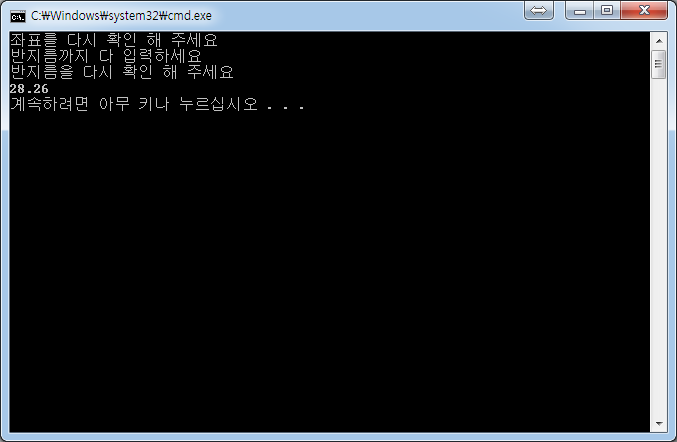 C:₩Windows₩system32₩cmd.exe
좌표를 다시 확인 해 주세요
반지름까지 다 입력하세요
반지름을 다시 확인 해 주세요
28.26
계속하려면 아무 키나 누르십시오 . . .